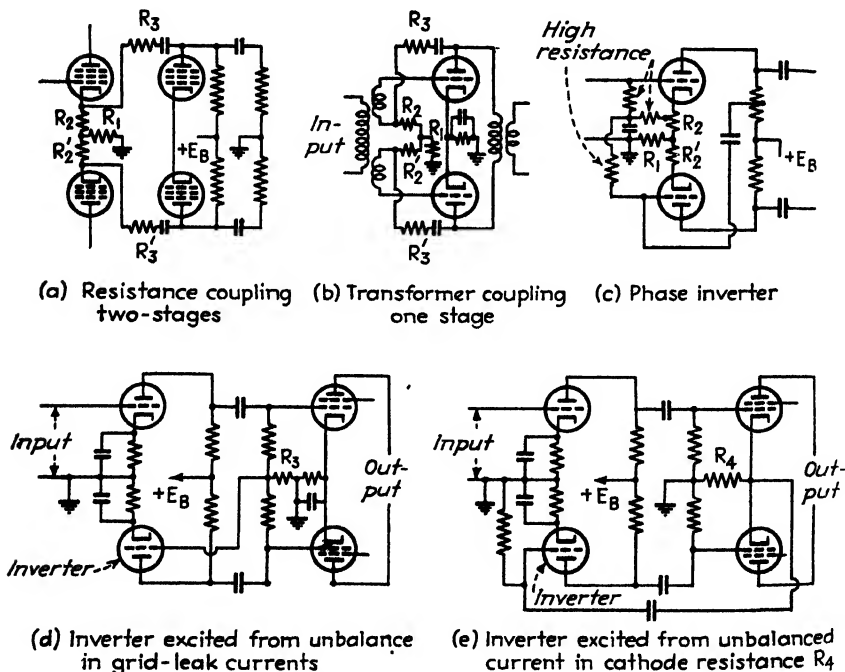 R3
R2
R1
R2'
+EB
R3'
(a) Resistance coupling
two-stages
R3
In-
put
R2
R1
R2'
R3'
(b) Transformer coupling
one stage
High
resistance
R2
R1
R2'
+EB
(c) Phase inverter
Input
+EB
R3
Out-
put
Inverter
(d) Inverter excited from unbalance
in grid-leak currents
Input
+EB
R4
Out-
put
Inverter
(e) Inverter excited from unbalanced
current in cathode resistance R4